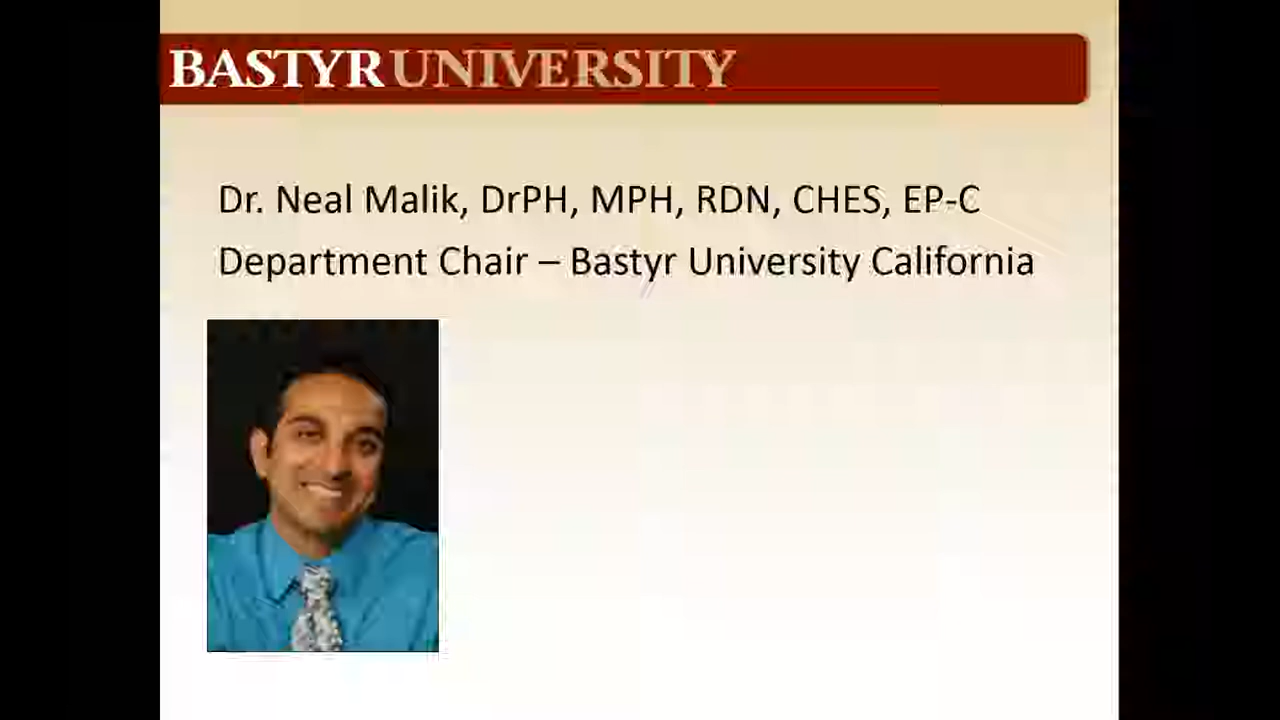 BASTYR UNIVERSITY
Dr. Neal Malik, DrPH, MPH, RDN, CHES, EP-C
Department Chair – Bastyr University California